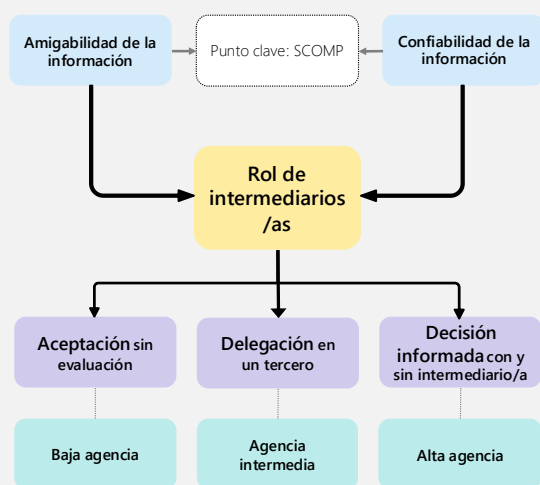 Amigabilidad de la
información
Punto clave: SCOMP
Confiabilidad de la
información
Rol de
intermediarios
/as
Aceptación sin
evaluación
Delegación en
un tercero
Decisión
informada con y
sin intermediario/a
Baja agencia
Agencia
intermedia
Alta agencia